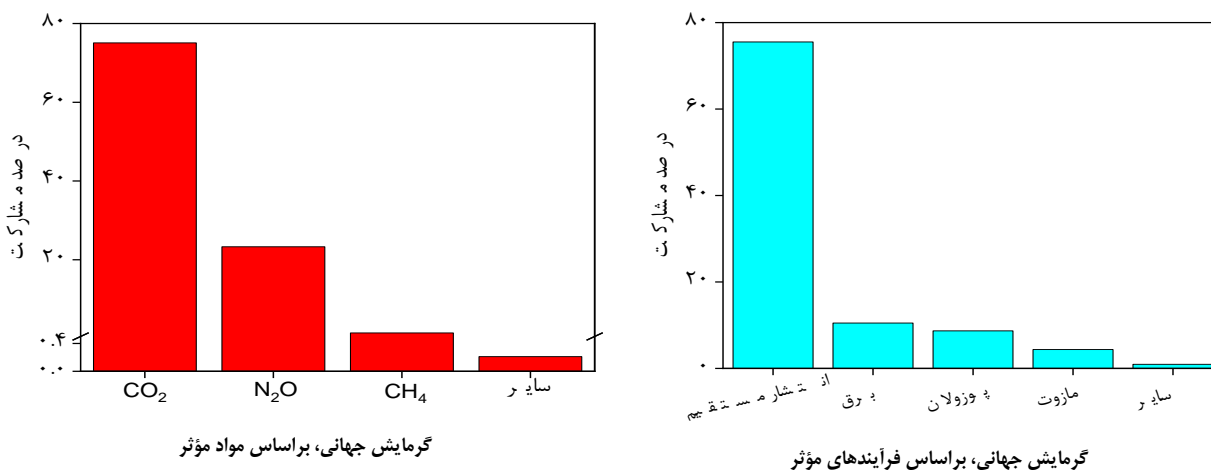 ۸۰
۶۰
۴۰
۲۰
۰.۴
۰.۰
در صد مشارکت
CO₂
N₂O
CH₄
سایر
گرمایش جهانی، براساس مواد مؤثر
۸۰
۶۰
۴۰
۲۰
۰
در صد مشارکت
انتشار مستقیم
برق
پوزولان
مازوت
سایر
گرمایش جهانی، براساس فرآیندهای مؤثر